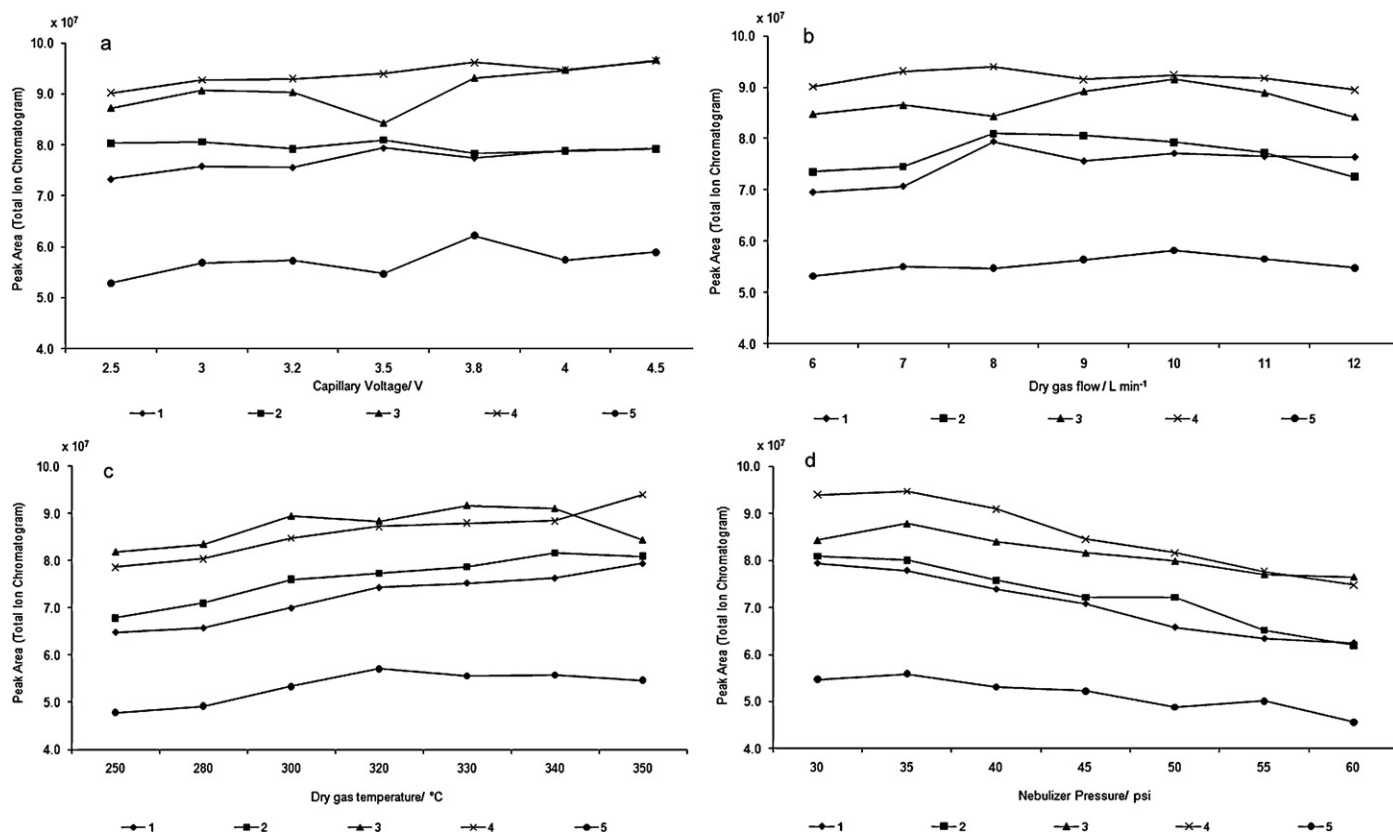 x 10⁷
a
10.0
9.0
8.0
7.0
6.0
5.0
4.0
Peak Area (Total Ion Chromatogram)
2.5 3 3.2 3.5 3.8 4 4.5
Capillary Voltage/ V
1 2 3 4 5
x 10⁷
b
10.0
9.0
8.0
7.0
6.0
5.0
4.0
Peak Area (Total Ion Chromatogram)
6 7 8 9 10 11 12
Dry gas flow / L min⁻¹
1 2 3 4 5
x 10⁷
c
10.0
9.0
8.0
7.0
6.0
5.0
4.0
Peak Area (Total Ion Chromatogram)
250 280 300 320 330 340 350
Dry gas temperature/ °C
1 2 3 4 5
x 10⁷
d
10.0
9.0
8.0
7.0
6.0
5.0
4.0
Peak Area (Total Ion Chromatogram)
30 35 40 45 50 55 60
Nebulizer Pressure/ psi
1 2 3 4 5